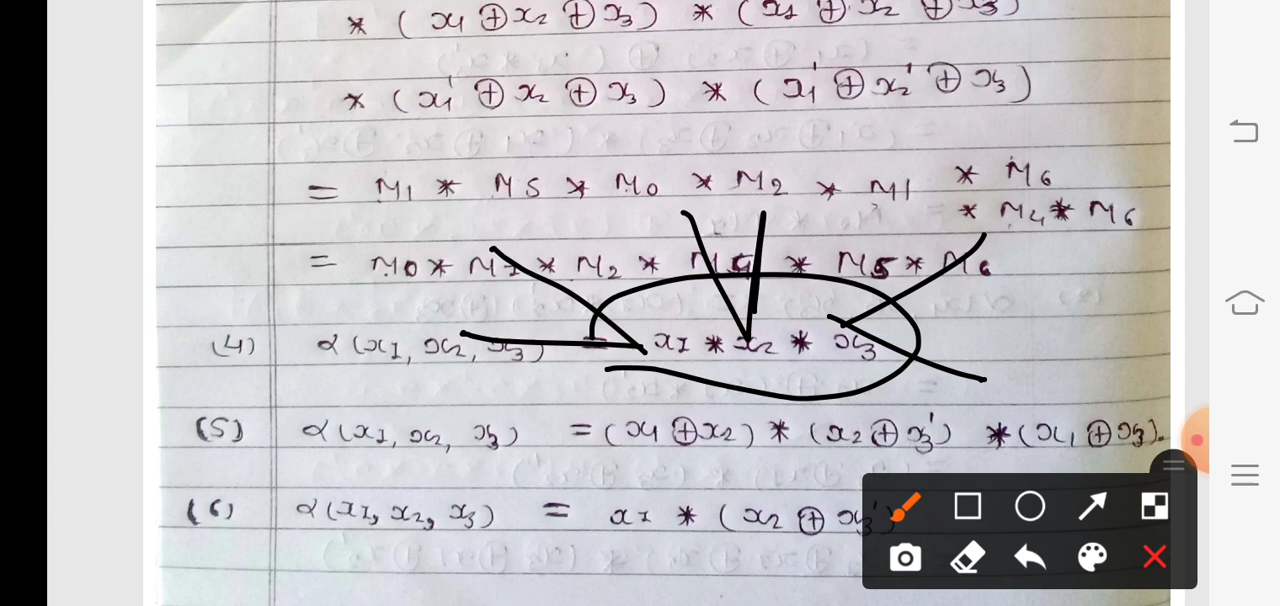 * (x1 ⊕ x2 ⊕ x3) * (x1 ⊕ x2 ⊕ x3)
* (x1' ⊕ x2 ⊕ x3) * (x1' ⊕ x2' ⊕ x3)
= M1 * M5 * M0 * M2 * M1 * M6
* M4 * M6
= M0 * M1 * M2 * M4 * M5 * M6
(4) α(x1, x2, x3) = x1 * x2 * x3
(5) α(x1, x2, x3) = (x1 ⊕ x2) * (x2 ⊕ x3') * (x1 ⊕ x3).
(6) α(x1, x2, x3) = x1 * (x2 ⊕ x3')